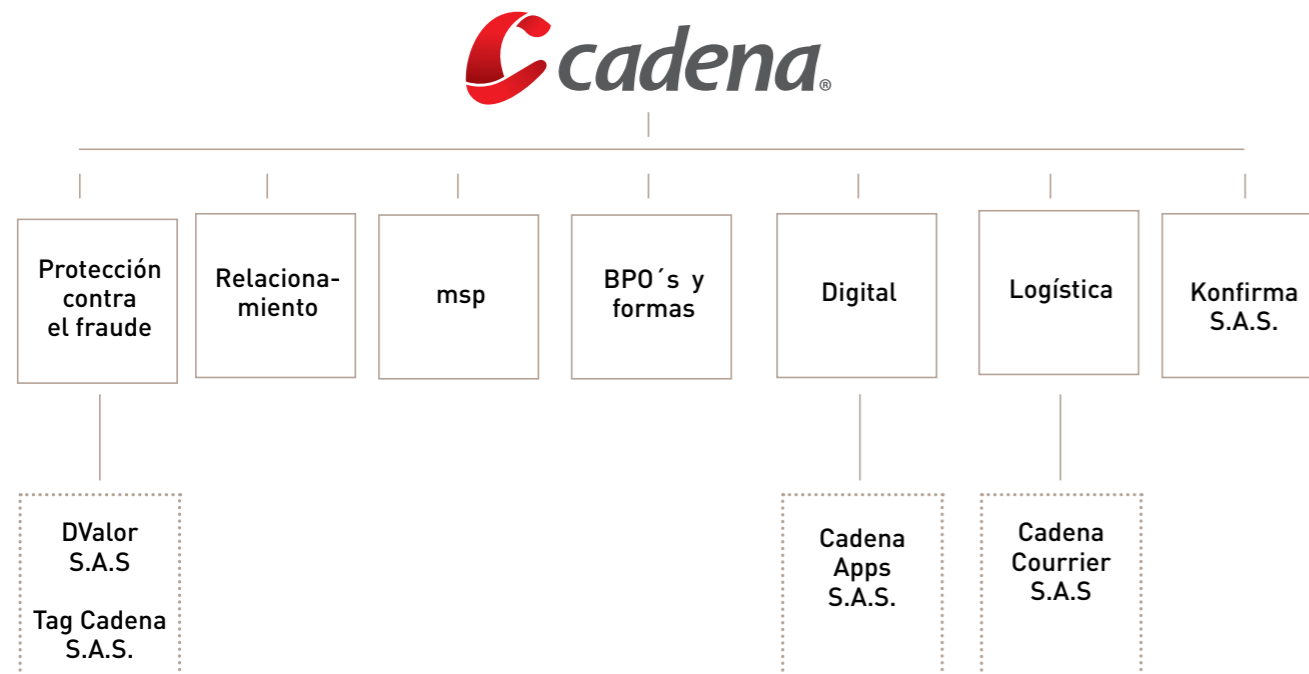 cadena®
Protección
contra
el fraude
Relaciona-
miento
msp
BPO´s y
formas
Digital
Logística
Konfirma
S.A.S.
DValor
S.A.S
Tag Cadena
S.A.S.
Cadena
Apps
S.A.S.
Cadena
Courrier
S.A.S